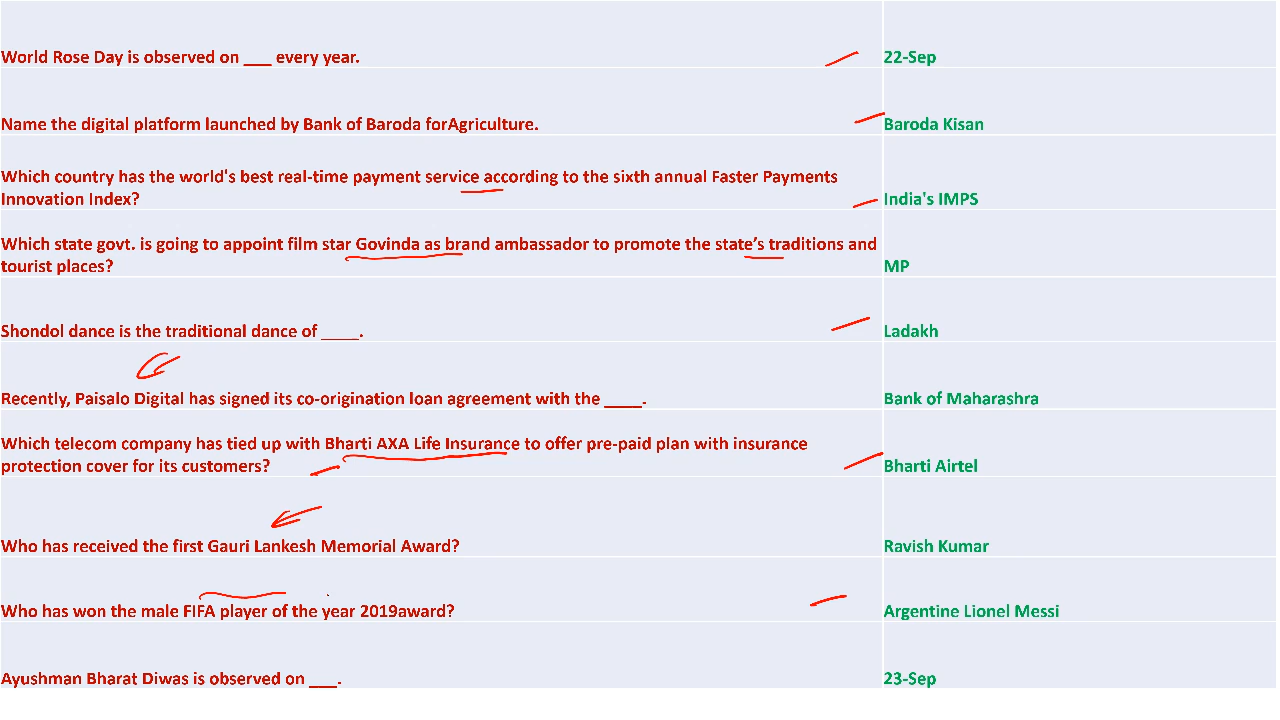 World Rose Day is observed on ___ every year. 22-Sep
Name the digital platform launched by Bank of Baroda forAgriculture. Baroda Kisan
Which country has the world's best real-time payment service according to the sixth annual Faster Payments
Innovation Index? India's IMPS
Which state govt. is going to appoint film star Govinda as brand ambassador to promote the state’s traditions and
tourist places? MP
Shondol dance is the traditional dance of ____. Ladakh
Recently, Paisalo Digital has signed its co-origination loan agreement with the ____. Bank of Maharashra
Which telecom company has tied up with Bharti AXA Life Insurance to offer pre-paid plan with insurance
protection cover for its customers? Bharti Airtel
Who has received the first Gauri Lankesh Memorial Award? Ravish Kumar
Who has won the male FIFA player of the year 2019award? Argentine Lionel Messi
Ayushman Bharat Diwas is observed on ___. 23-Sep